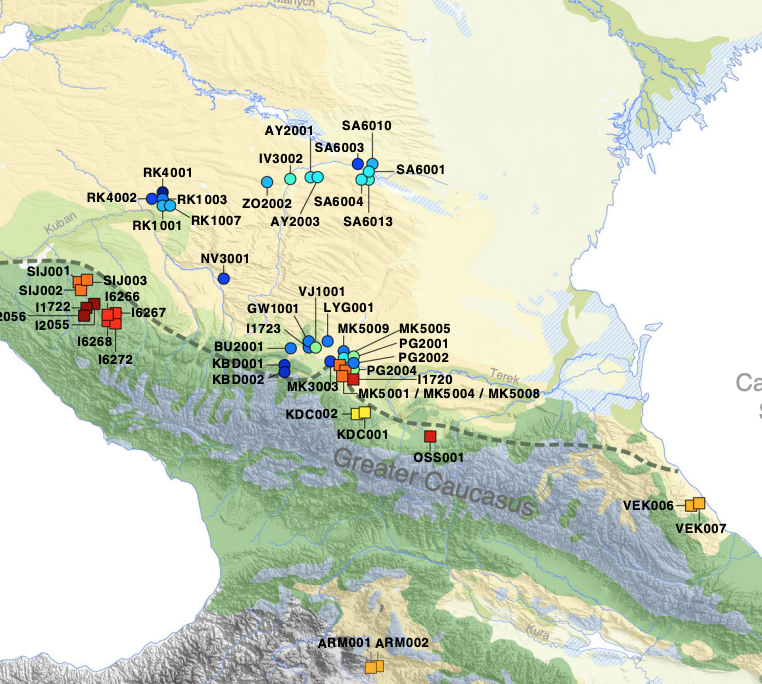 Manych
SA6010
AY2001
SA6003
IV3002
SA6001
RK4001
RK4002
RK1003
ZO2002
SA6004
AY2003
SA6013
RK1007
RK1001
Kuban
NV3001
SIJ001
SIJ003
SIJ002
I6266
VJ1001
I1722
I6267
GW1001
LYG001
2056
I2055
I1723
MK5009
MK5005
I6268
BU2001
PG2001
I6272
KBD001
PG2002
KBD002
PG2004
Terek
MK3003
I1720
MK5001 / MK5004 / MK5008
Ca
KDC002
KDC001
S
OSS001
Greater Caucasus
VEK006
VEK007
Kura
ARM001 ARM002